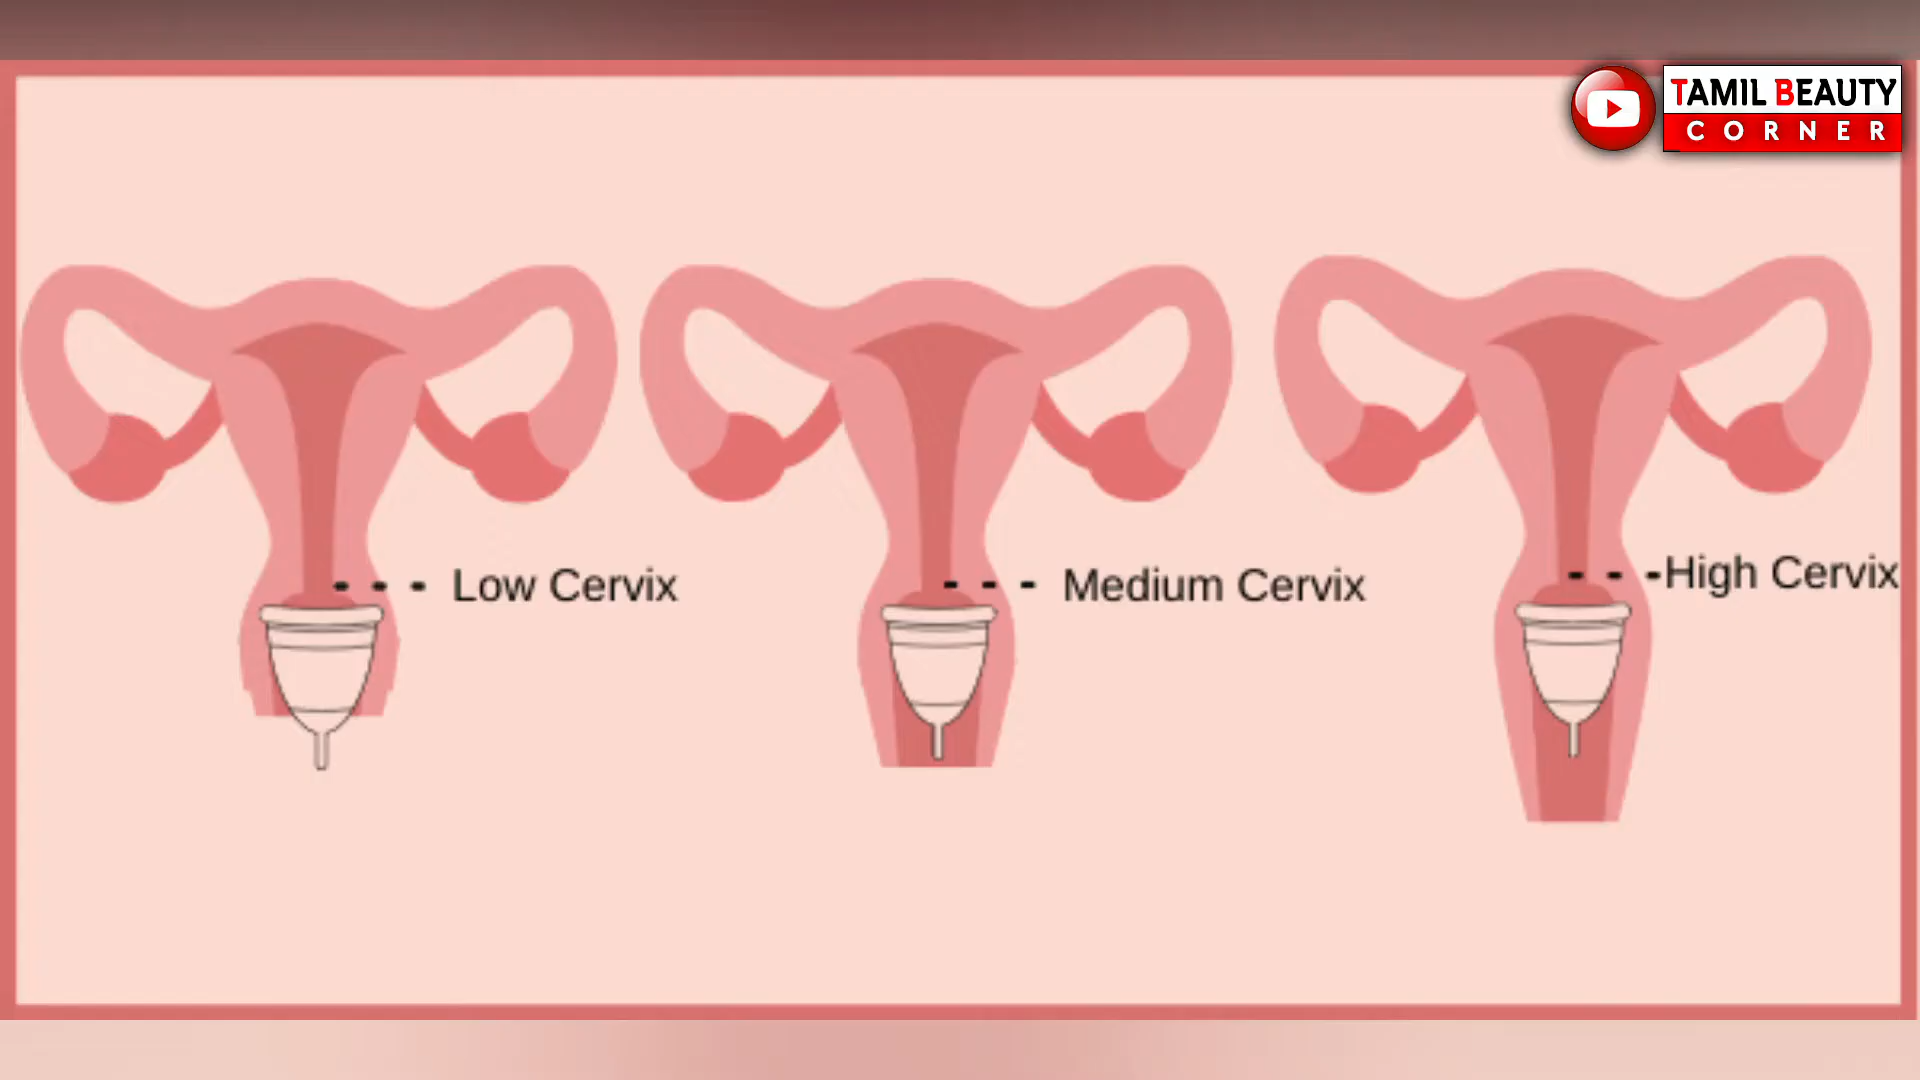 TAMIL BEAUTY
CORNER
Low Cervix
Medium Cervix
High Cervix